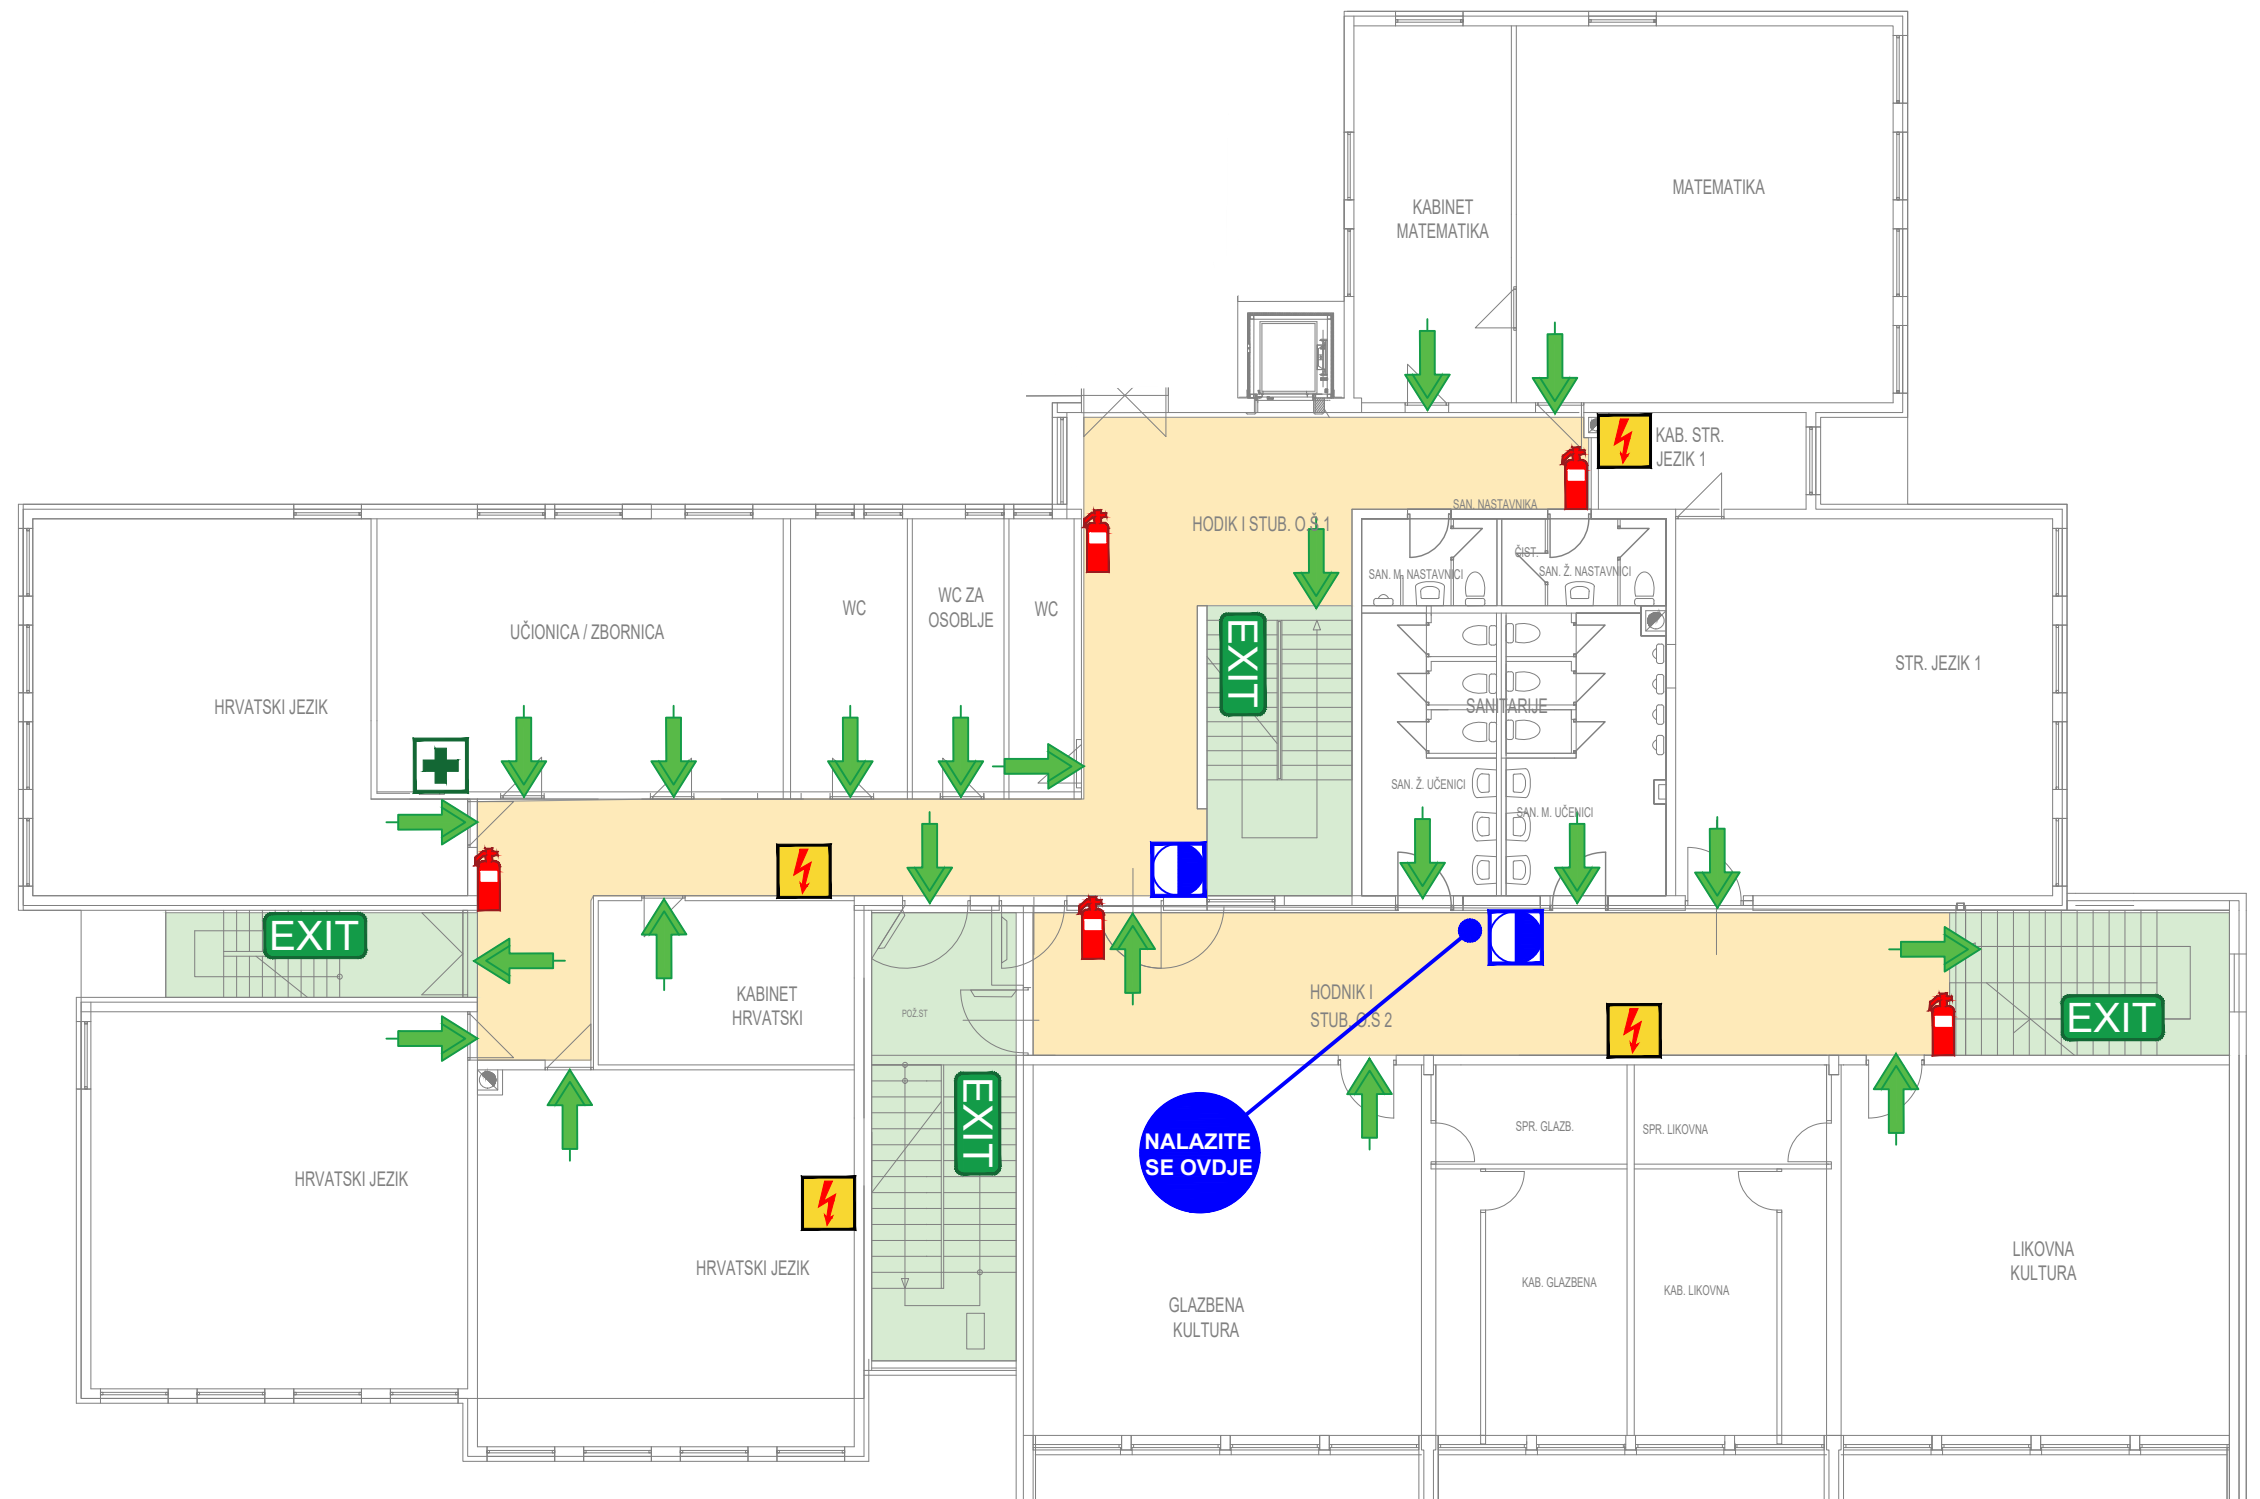 MATEMATIKA
KABINET
MATEMATIKA
KAB. STR.
JEZIK 1
SAN. NASTAVNIKA
HODIK I STUB. O.Š 1
ČIST.
SAN. M. NASTAVNICI
SAN. Ž. NASTAVNICI
WC ZA
OSOBLJE
WC
WC
UČIONICA / ZBORNICA
EXIT
STR. JEZIK 1
HRVATSKI JEZIK
SANITARIJE
SAN. Ž. UČENICI
SAN. M. UČENICI
EXIT
KABINET
HRVATSKI
POŽ.ST
HODNIK I
STUB. O.S 2
EXIT
EXIT
NALAZITE
SE OVDJE
SPR. GLAZB.
SPR. LIKOVNA
HRVATSKI JEZIK
HRVATSKI JEZIK
LIKOVNA
KULTURA
KAB. GLAZBENA
KAB. LIKOVNA
GLAZBENA
KULTURA